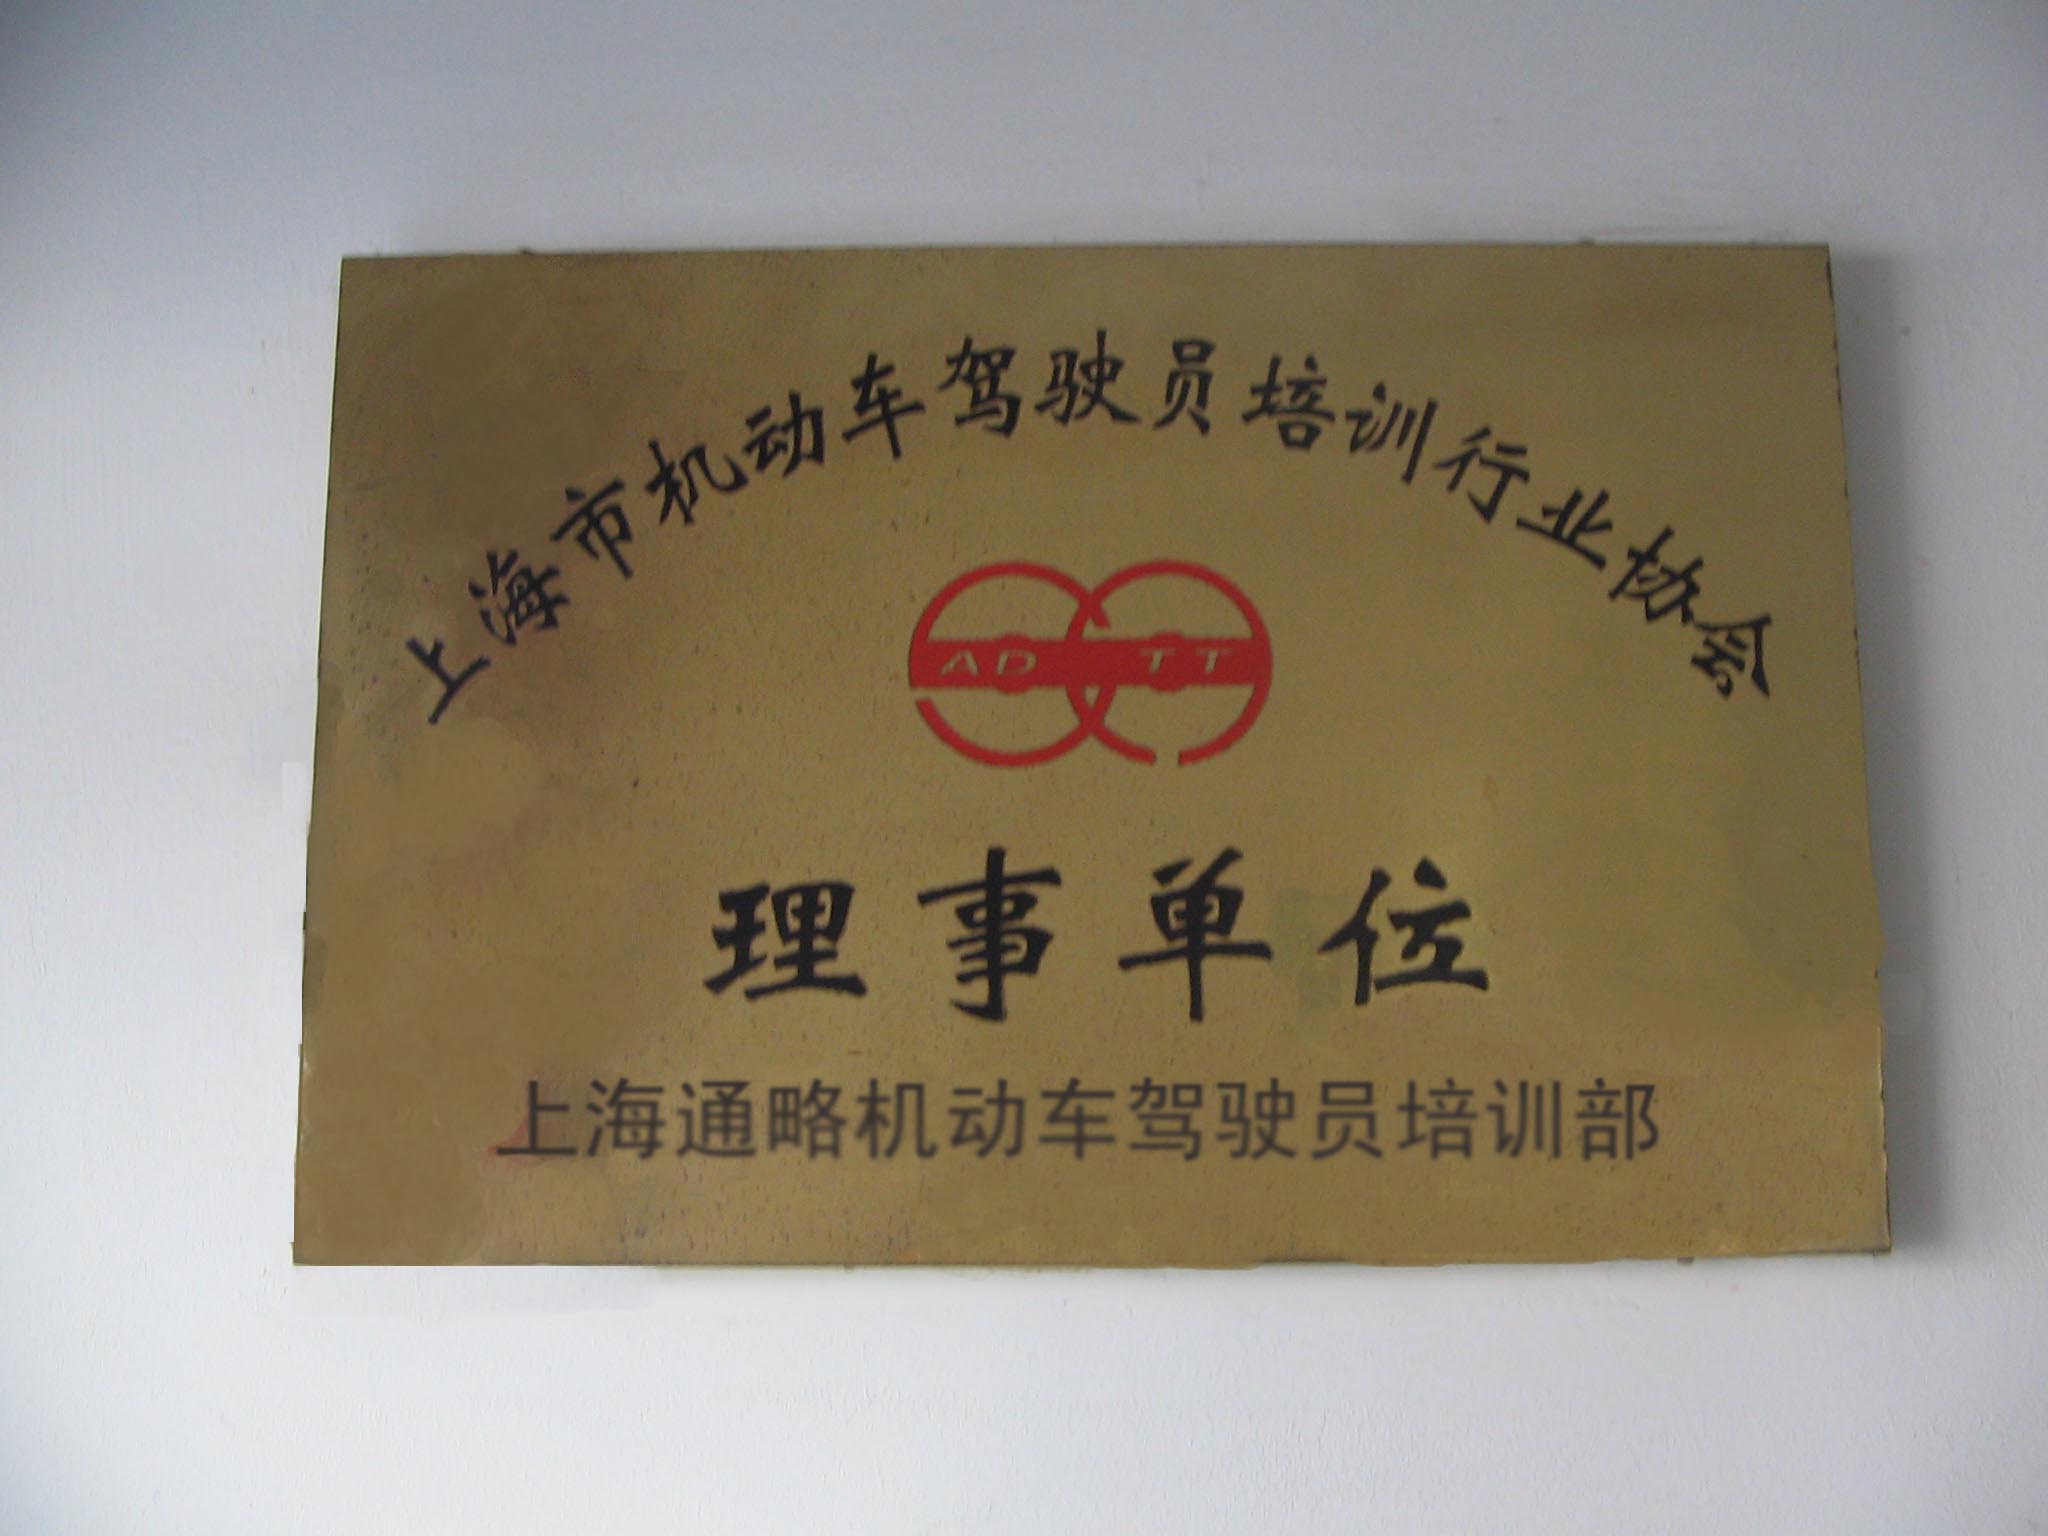 上海市机动车驾驶员培训行业协会
AD TT
理事单位
上海通略机动车驾驶员培训部